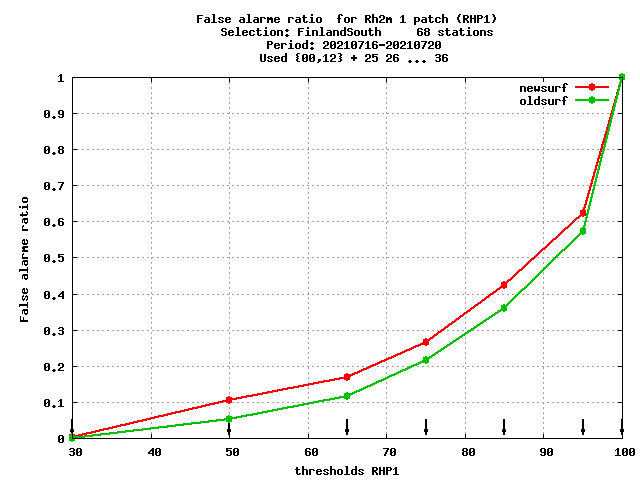 False alarme ratio  for Rh2m 1 patch (RHP1)
Selection: FinlandSouth     68 stations
Period: 20210716-20210720
Used {00,12} + 25 26 ... 36
newsurf
oldsurf
1
0.9
0.8
0.7
0.6
0.5
0.4
0.3
0.2
0.1
0
False alarme ratio
30 40 50 60 70 80 90 100
thresholds RHP1